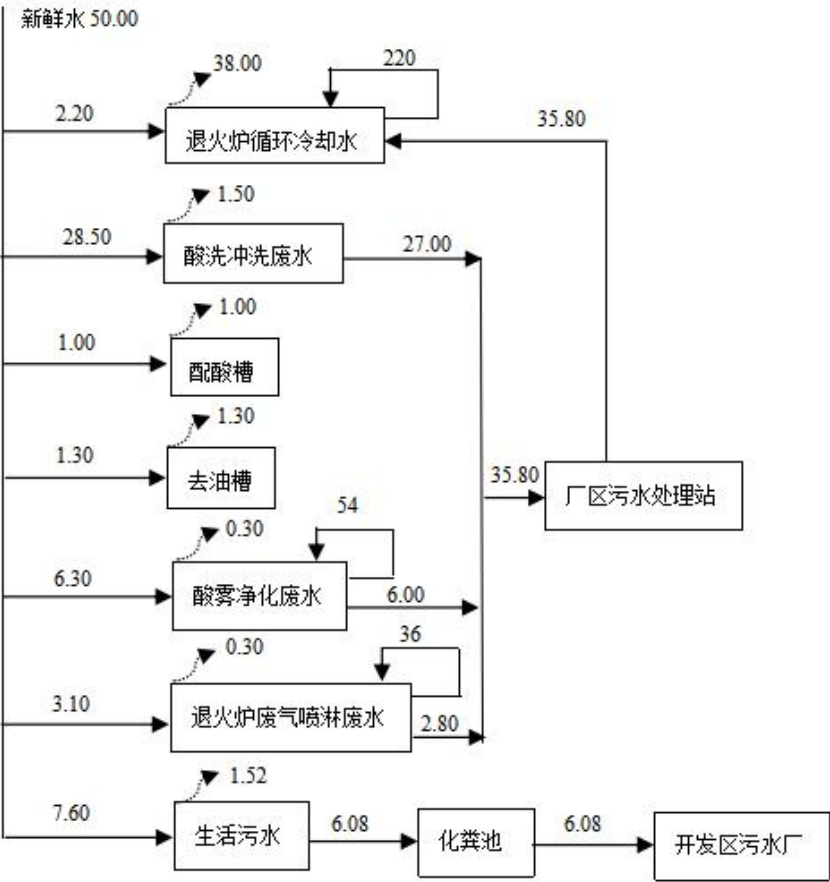 新鲜水 50.00
38.00
220
2.20
退火炉循环冷却水
35.80
1.50
28.50
酸洗冲洗废水
27.00
1.00
1.00
配酸槽
1.30
1.30
去油槽
35.80
厂区污水处理站
0.30
54
6.30
酸雾净化废水
6.00
0.30
36
3.10
退火炉废气喷淋废水
2.80
1.52
7.60
生活污水
6.08
化粪池
6.08
开发区污水厂